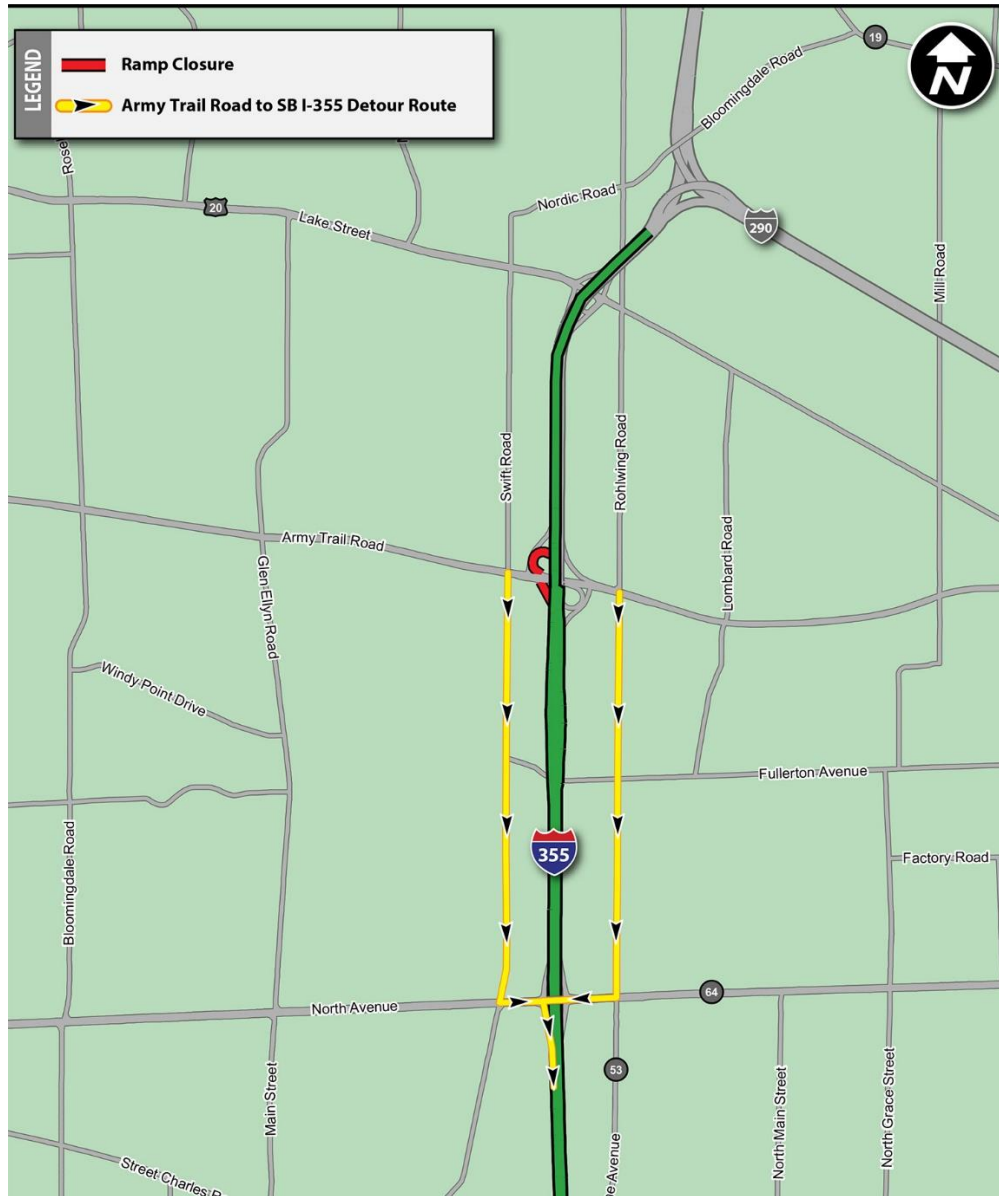 LEGEND
Ramp Closure
Army Trail Road to SB I-355 Detour Route
N
19
Bloomingdale Road
Nordic Road
20
Lake Street
290
Mill Road
Swift Road
Rohlwing Road
Lombard Road
Army Trail Road
Glen Ellyn Road
Windy Point Drive
Fullerton Avenue
355
Factory Road
Bloomingdale Road
North Avenue
64
Main Street
53
North Main Street
North Grace Street
Street Charles